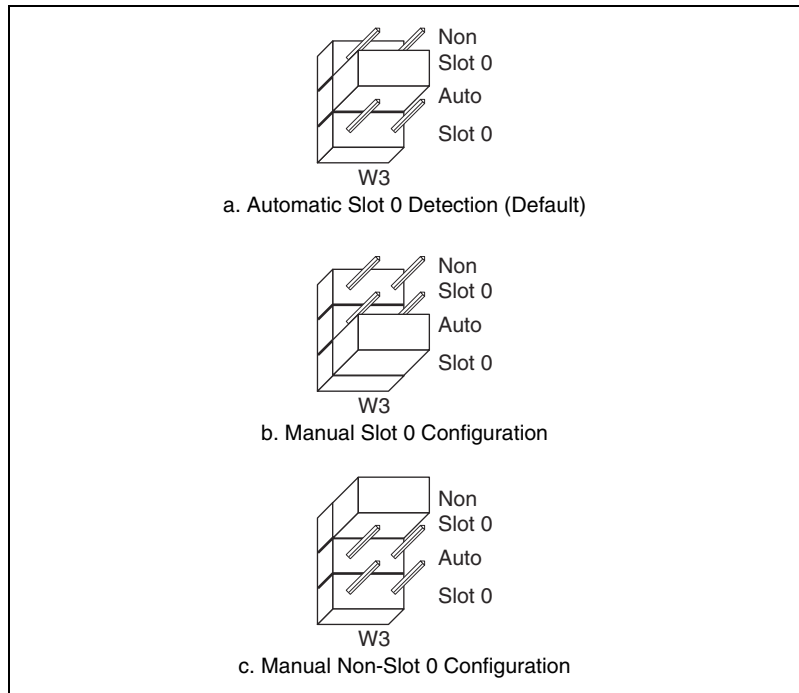 Non
Slot 0
Auto
Slot 0
W3
a. Automatic Slot 0 Detection (Default)
Non
Slot 0
Auto
Slot 0
W3
b. Manual Slot 0 Configuration
Non
Slot 0
Auto
Slot 0
W3
c. Manual Non-Slot 0 Configuration